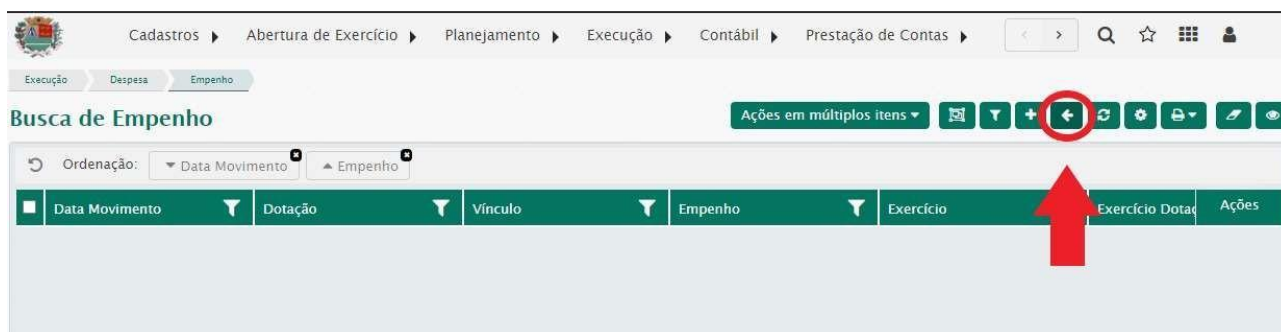 Cadastros Abertura de Exercício Planejamento Execução Contábil Prestação de Contas
Execução Despesa Empenho
Busca de Empenho Ações em múltiplos itens
Ordenação: Data Movimento Empenho
Data Movimento Dotação Vínculo Empenho Exercício Exercício Dotaç Ações